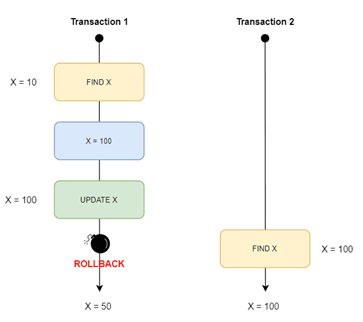 Transaction 1
Transaction 2
X = 10
FIND X
X = 100
X = 100
UPDATE X
ROLLBACK
FIND X
X = 100
X = 50
X = 100